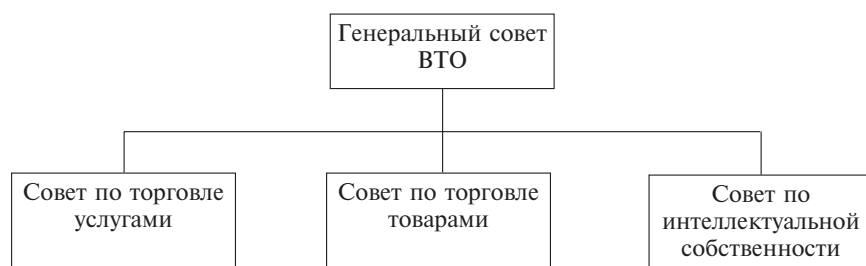 Генеральный совет
ВТО
Совет по торговле
услугами
Совет по торговле
товарами
Совет по
интеллектуальной
собственности